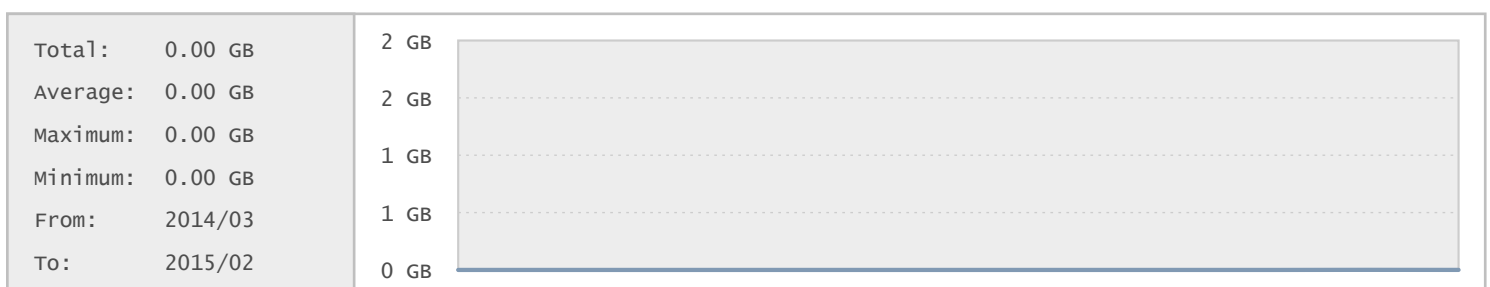 Total: 0.00 GB
Average: 0.00 GB
Maximum: 0.00 GB
Minimum: 0.00 GB
From: 2014/03
To: 2015/02
2 GB
2 GB
1 GB
1 GB
0 GB